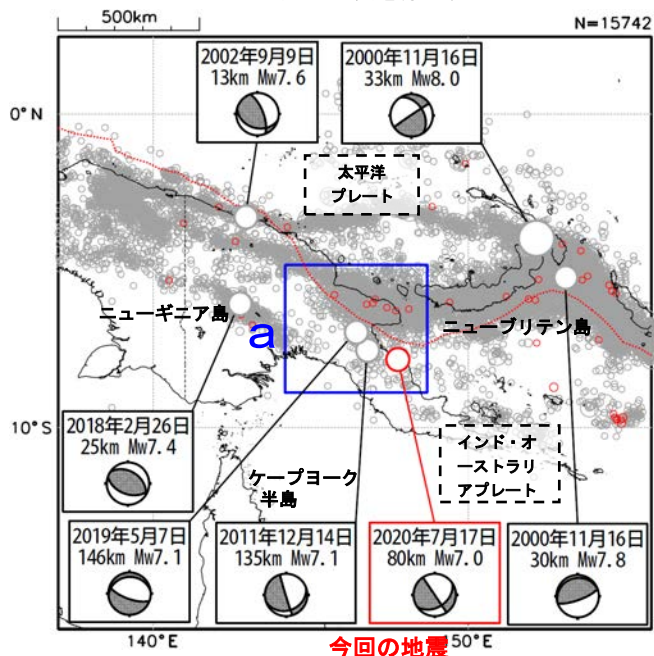 500km
N=15742
2002年9月9日
13km Mw7.6
2000年11月16日
33km Mw8.0
0°N
太平洋
プレート
ニューギニア島
a
ニューブリテン島
10°S
2018年2月26日
25km Mw7.4
ケープヨーク
半島
インド・オ
ーストラリ
アプレート
2019年5月7日
146km Mw7.1
2011年12月14日
135km Mw7.1
2020年7月17日
80km Mw7.0
2000年11月16日
30km Mw7.8
140°E
150°E
今回の地震